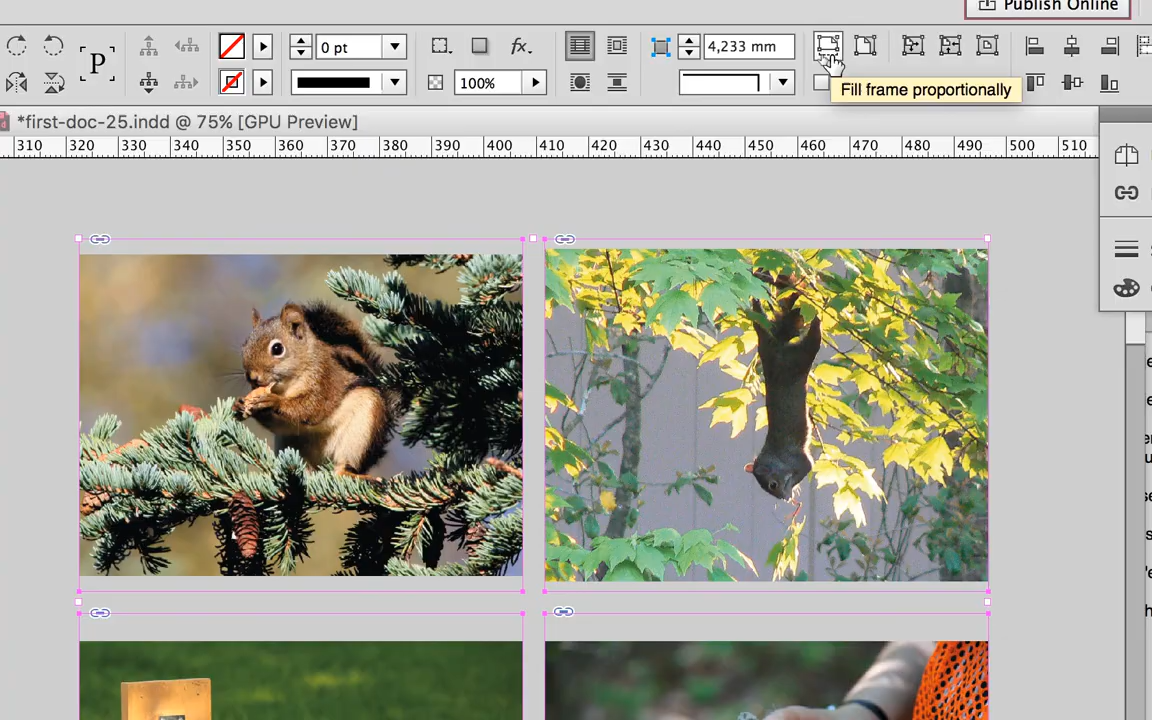 Publish Online
P
0 pt
fx.
4,233 mm
100%
Fill frame proportionally
*first-doc-25.indd @ 75% [GPU Preview]
310 320 330 340 350 360 370 380 390 400 410 420 430 440 450 460 470 480 490 500 510